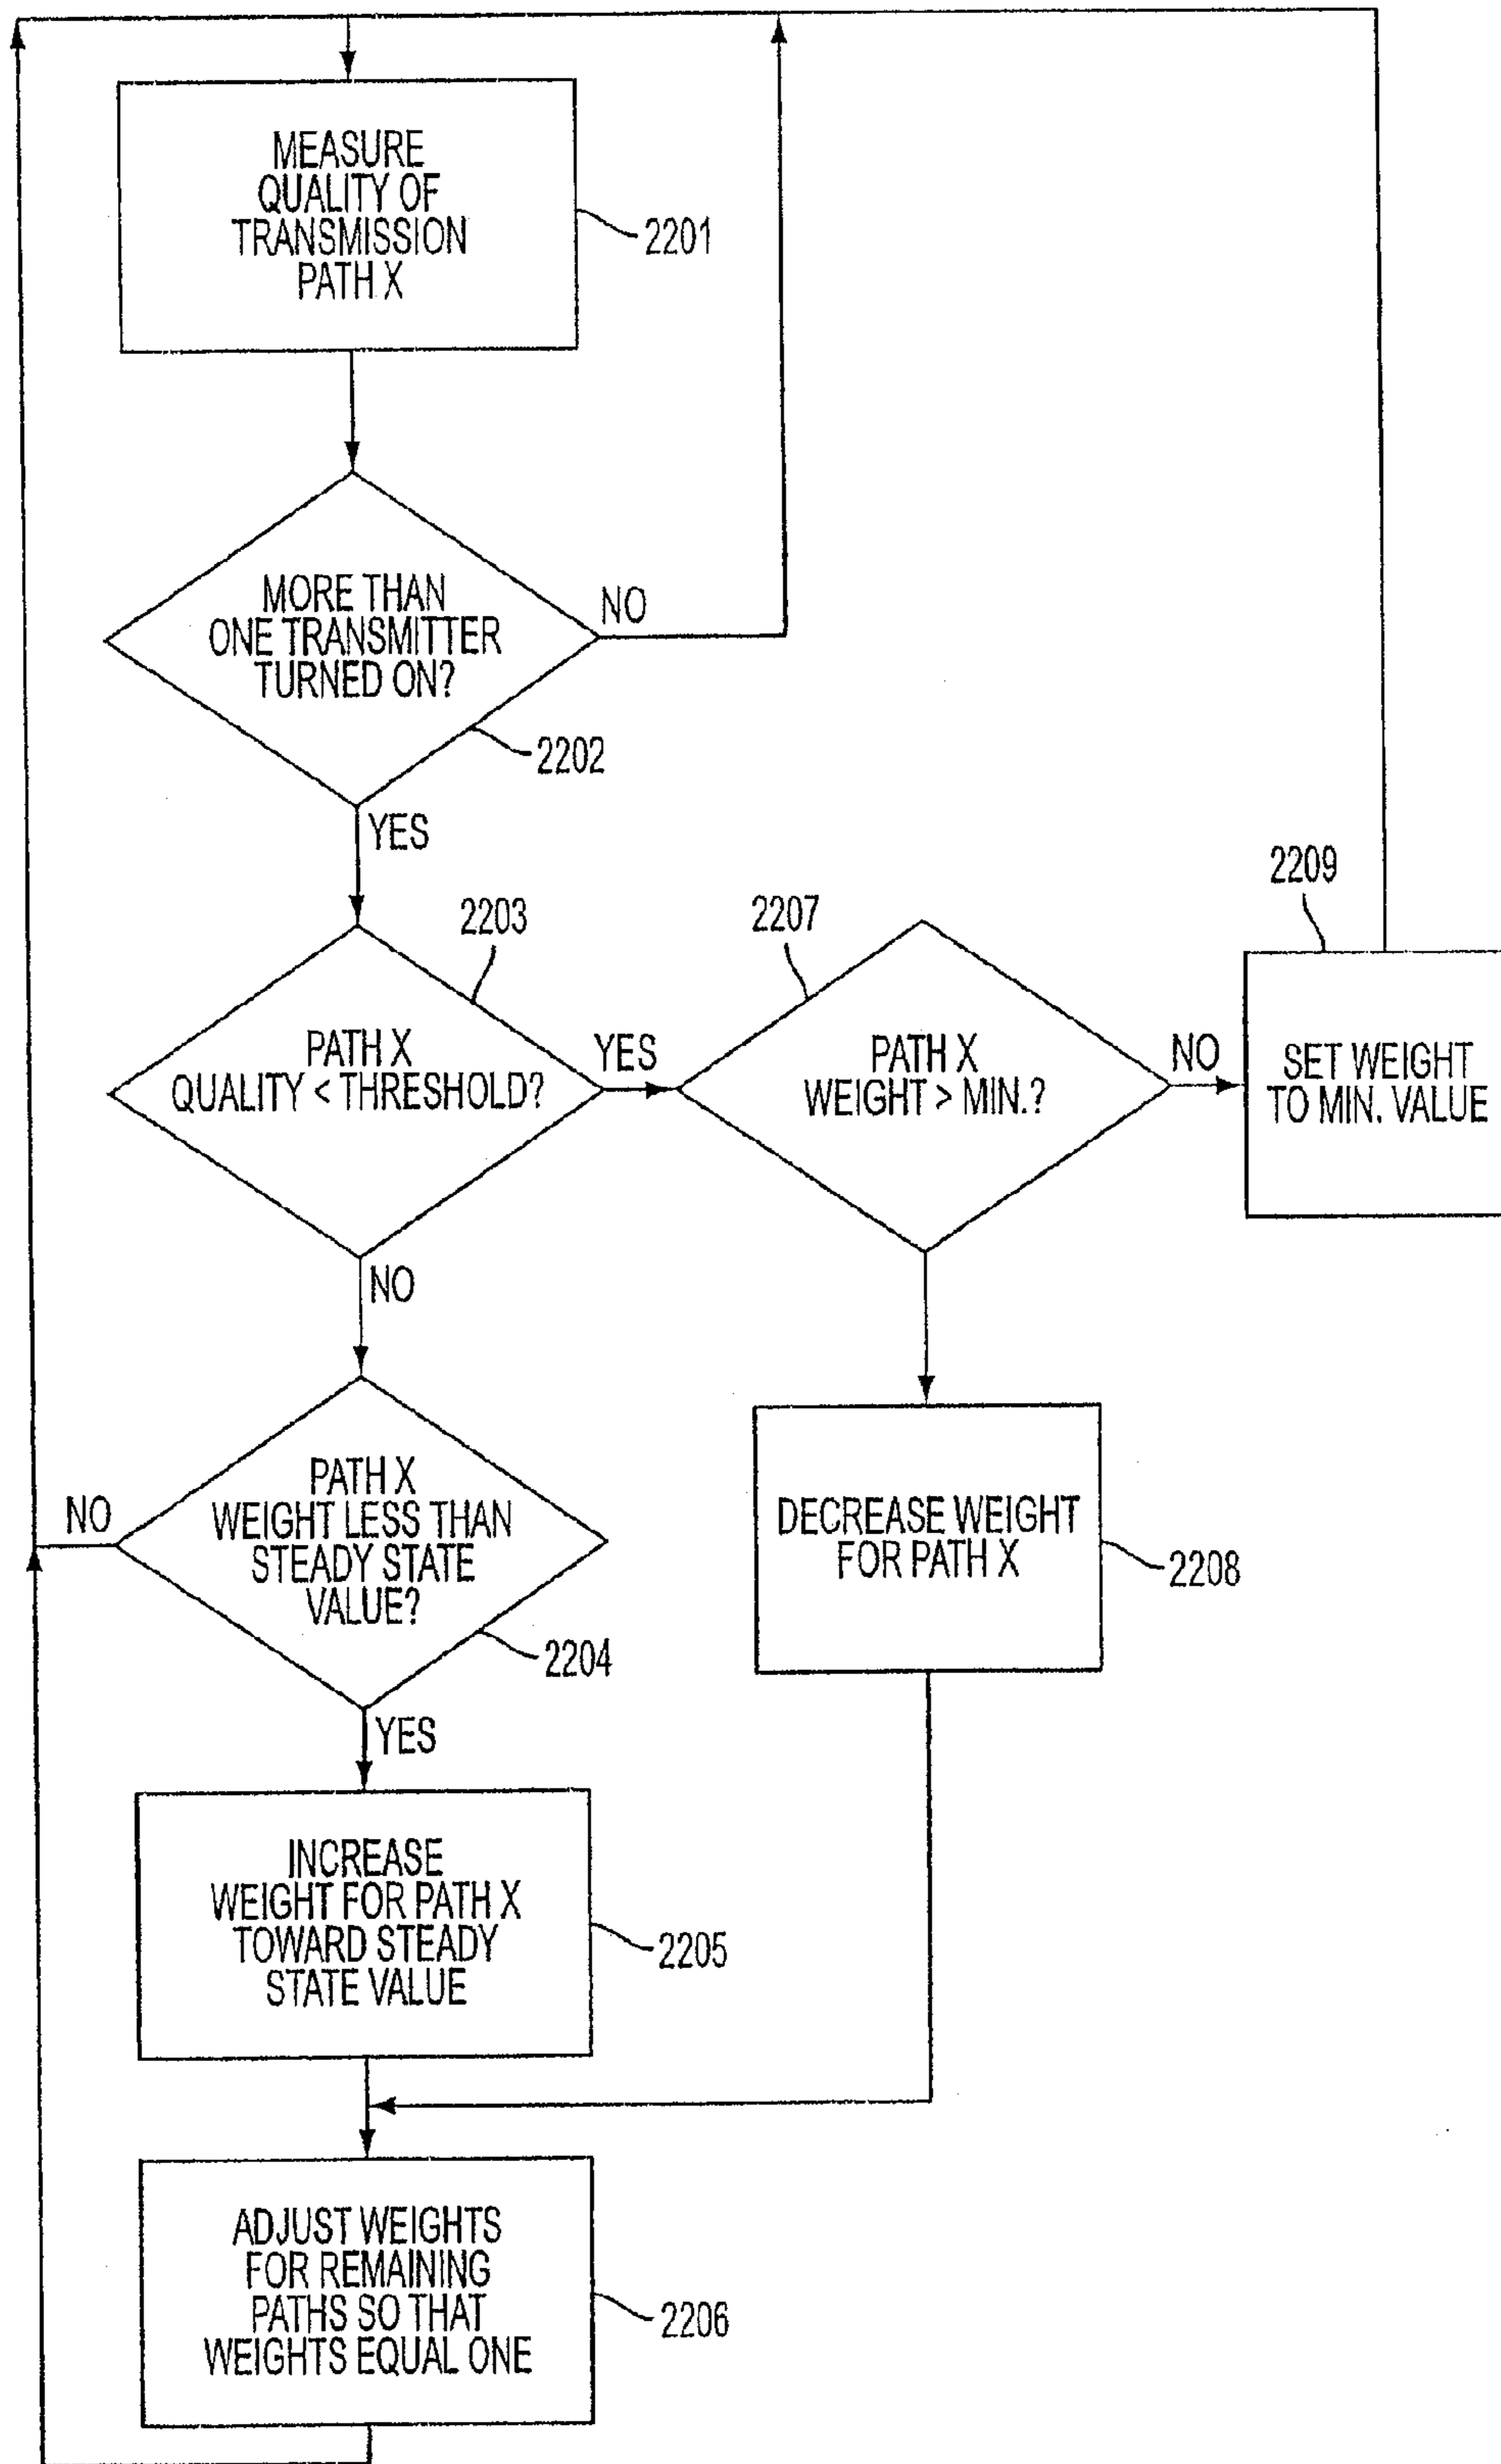 MEASURE
QUALITY OF
TRANSMISSION
PATH X
2201
MORE THAN
ONE TRANSMITTER
TURNED ON?
NO
2202
YES
2203
PATH X
QUALITY < THRESHOLD?
YES
2207
PATH X
WEIGHT > MIN.?
NO
2209
SET WEIGHT
TO MIN. VALUE
NO
PATH X
WEIGHT LESS THAN
STEADY STATE
VALUE?
NO
2204
DECREASE WEIGHT
FOR PATH X
2208
YES
INCREASE
WEIGHT FOR PATH X
TOWARD STEADY
STATE VALUE
2205
ADJUST WEIGHTS
FOR REMAINING
PATHS SO THAT
WEIGHTS EQUAL ONE
2206